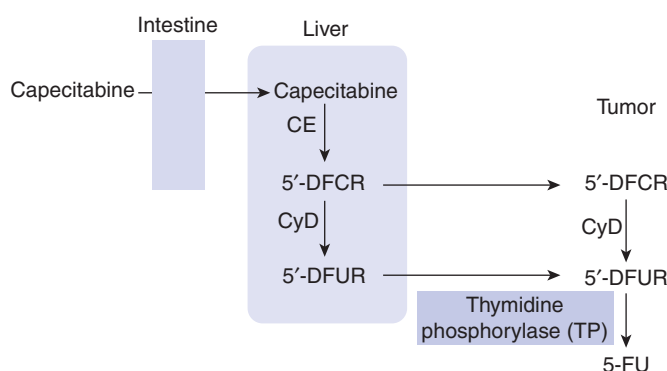 Intestine
Liver
Capecitabine
Capecitabine
Tumor
CE
5′-DFCR
5′-DFCR
CyD
CyD
5′-DFUR
5′-DFUR
Thymidine
phosphorylase (TP)
5-FU